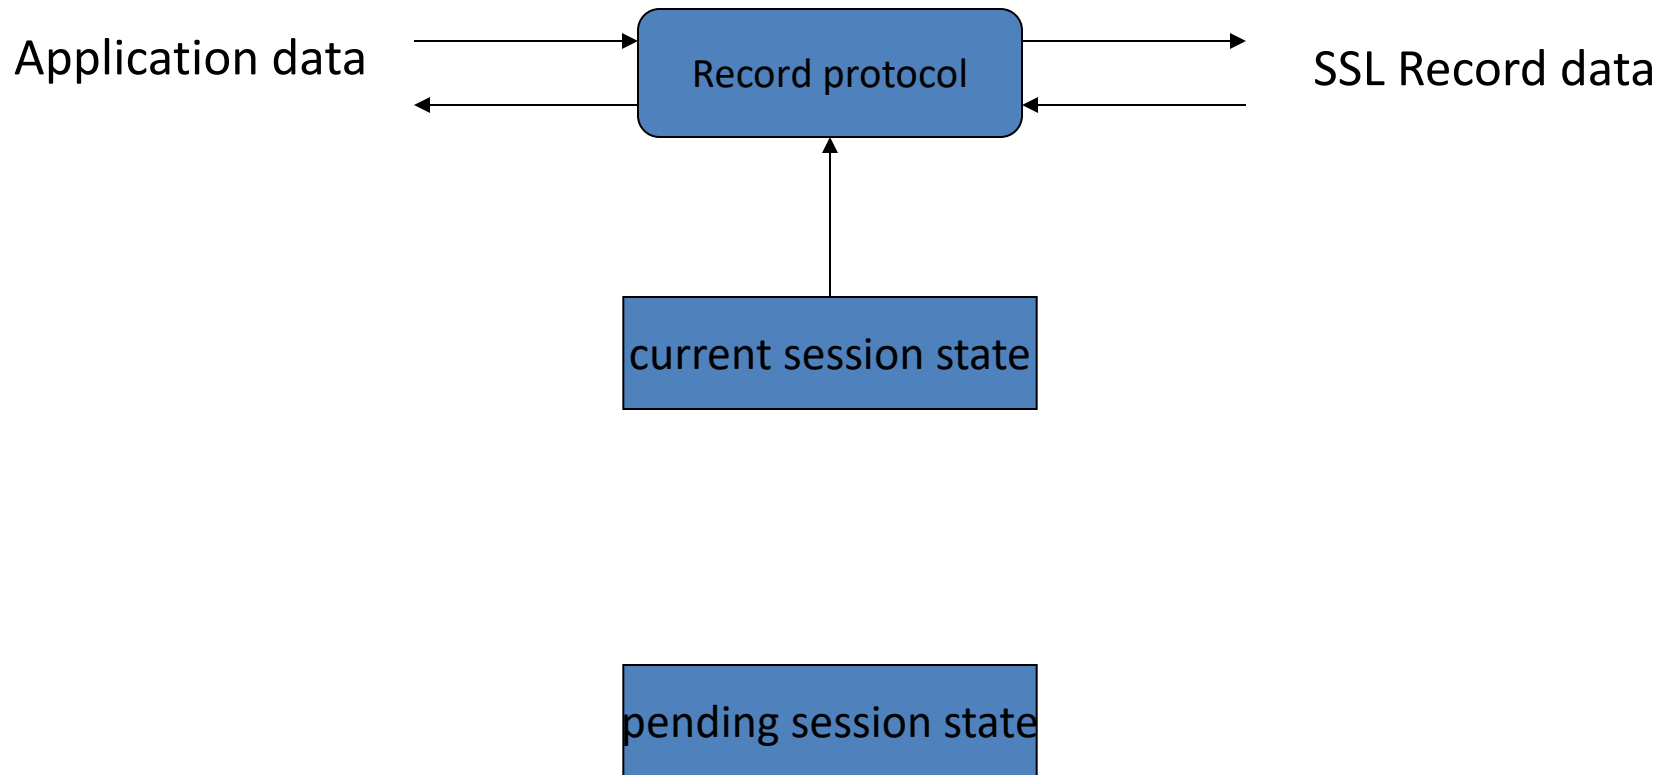 Application data
Record protocol
SSL Record data
current session state
pending session state